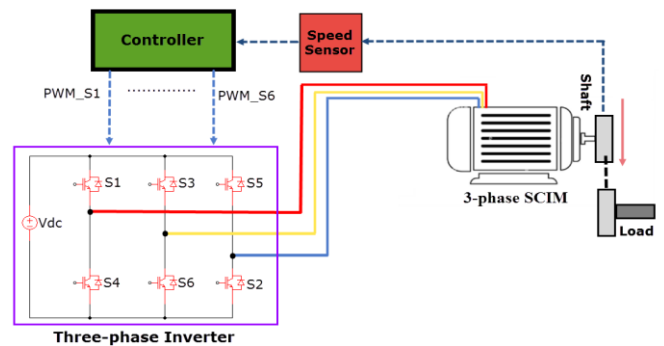 Controller
Speed
Sensor
PWM_S1
PWM_S6
Shaft
S1
S3
S5
Vdc
3-phase SCIM
Load
S4
S6
S2
Three-phase Inverter